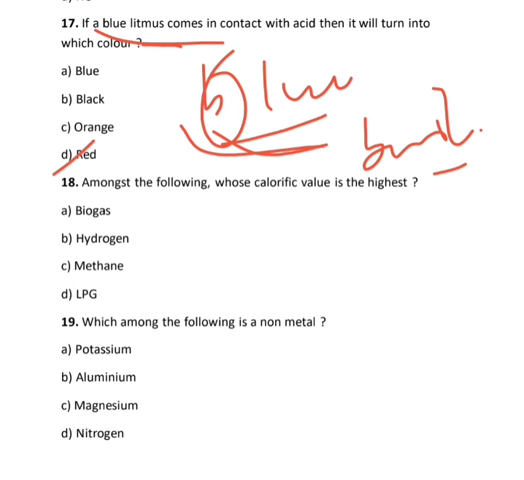 17. If a blue litmus comes in contact with acid then it will turn into
which colour ?
a) Blue
b) Black
c) Orange
d) Red
18. Amongst the following, whose calorific value is the highest ?
a) Biogas
b) Hydrogen
c) Methane
d) LPG
19. Which among the following is a non metal ?
a) Potassium
b) Aluminium
c) Magnesium
d) Nitrogen